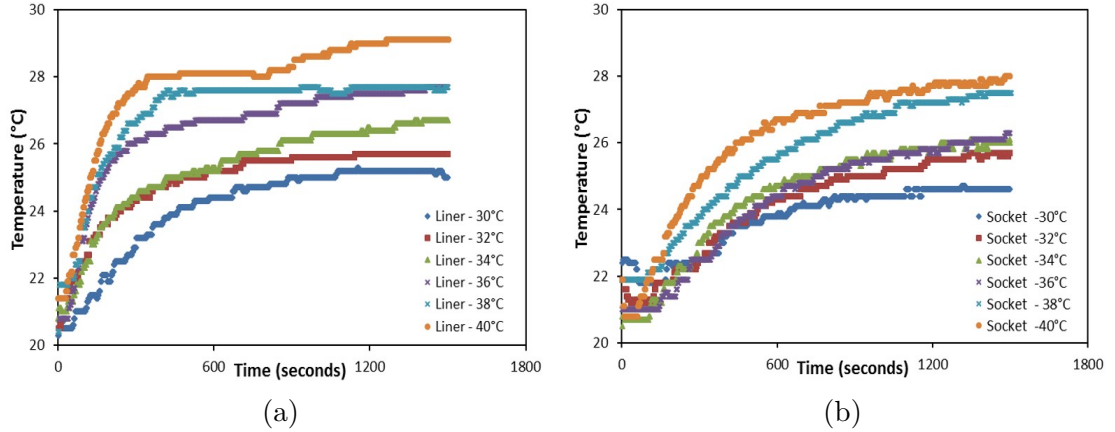 30
28
26
24
22
20
Temperature (°C)
0
600
1200
1800
Time (seconds)
Liner - 30°C
Liner - 32°C
Liner - 34°C
Liner - 36°C
Liner - 38°C
Liner - 40°C
(a)
30
28
26
24
22
20
Temperature (°C)
0
600
1200
1800
Time (seconds)
Socket -30°C
Socket -32°C
Socket -34°C
Socket -36°C
Socket - 38°C
Socket -40°C
(b)